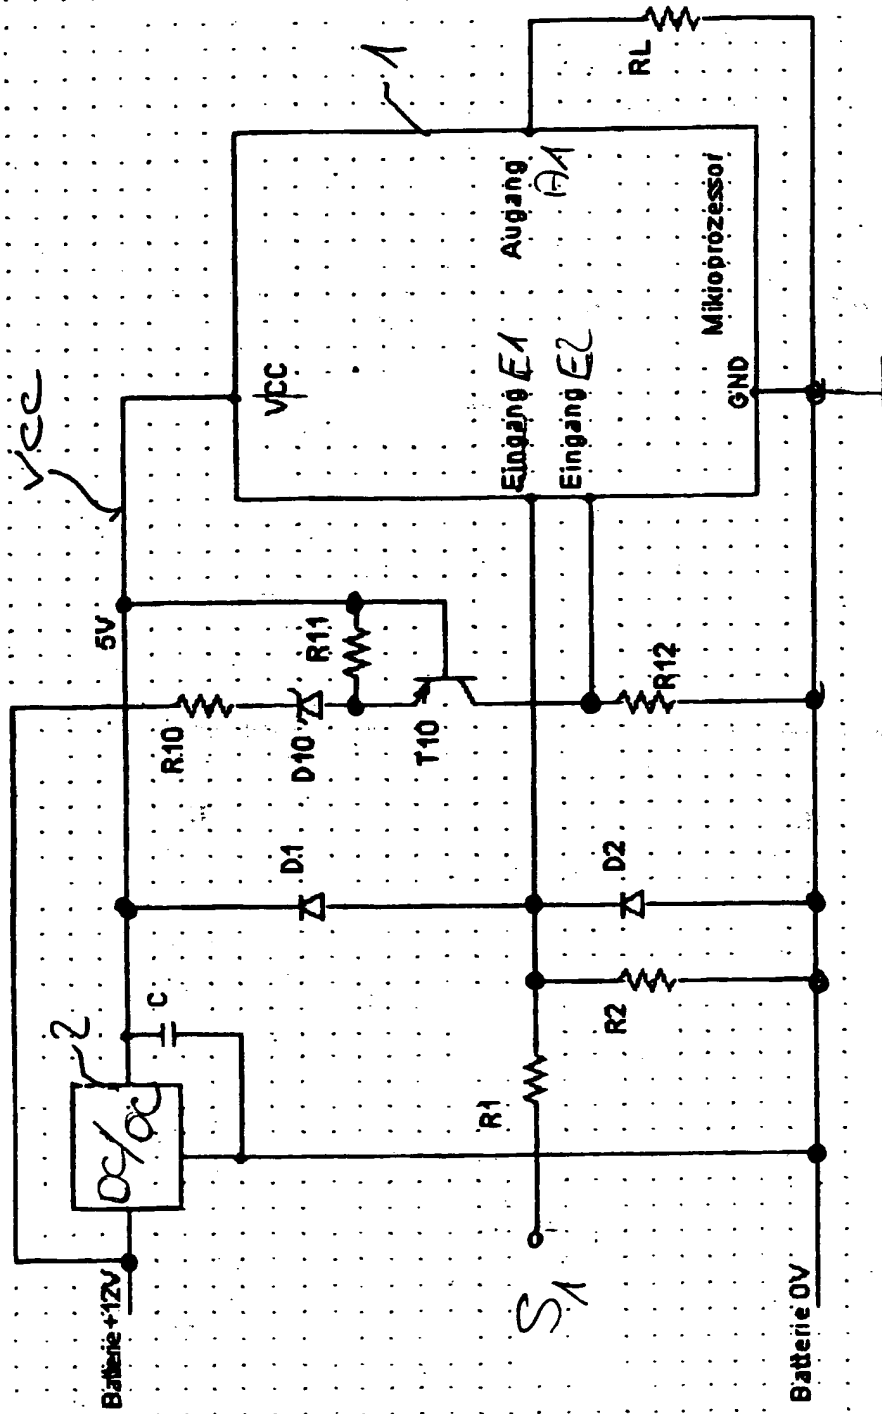 Batterie +12V
DC/DC
2
C
VCC
5V
R10
D10
R11
T10
R12
D1
D2
R1
R2
S1
Batterie 0V
1
VCC
Eingang E1
Eingang E2
GND
Augang A1
Mikroprozessor
RL